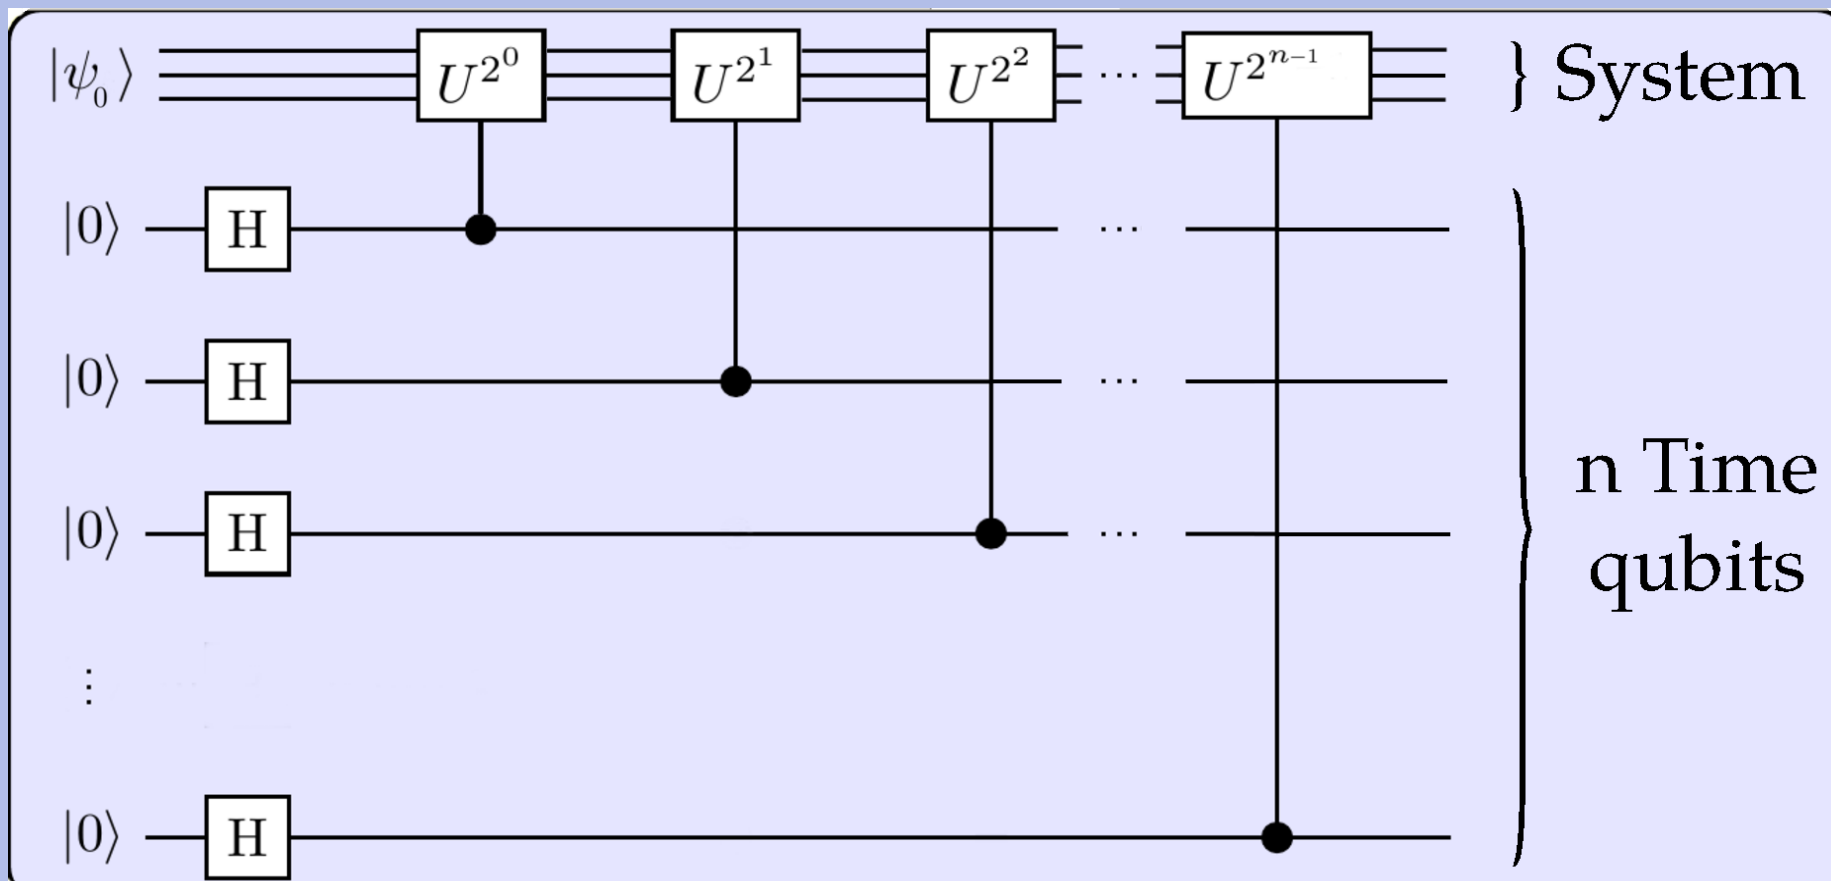 |ψ₀⟩ U^{2^0} U^{2^1} U^{2^2} ··· U^{2^{n−1}} } System
|0⟩ H ···
|0⟩ H ···
|0⟩ H ···
n Time
qubits
⋮
|0⟩ H